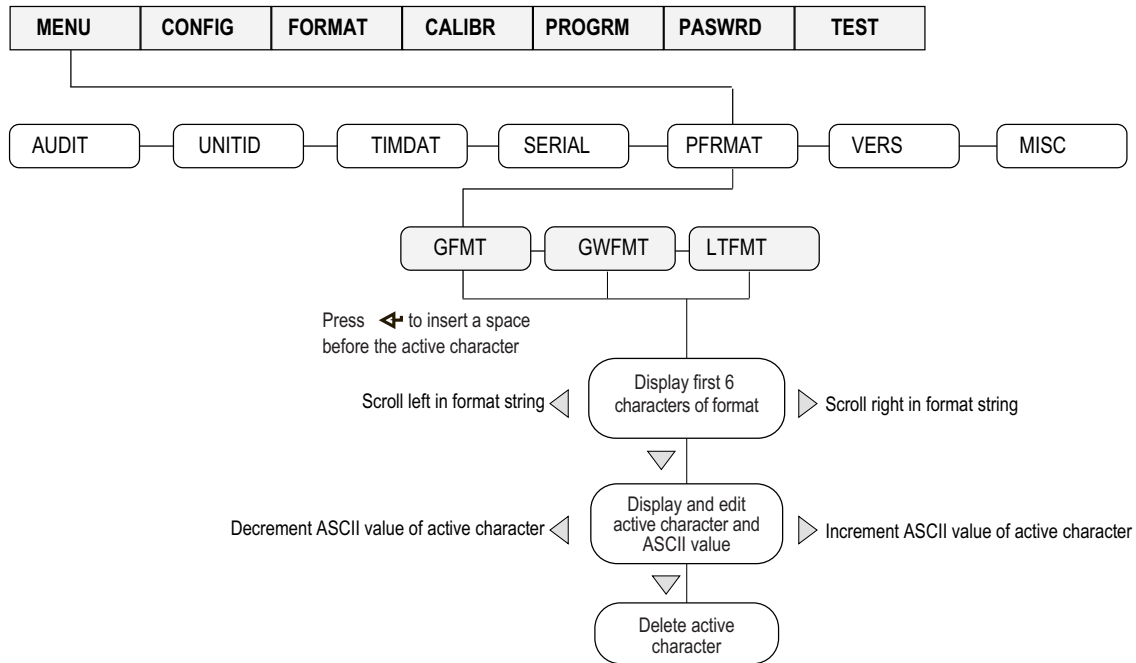 MENU CONFIG FORMAT CALIBR PROGRM PASWRD TEST
AUDIT UNITID TIMDAT SERIAL PFRMAT VERS MISC
GFMT GWFMT LTFMT
Press to insert a space
before the active character
Display first 6
characters of format
Scroll left in format string
Scroll right in format string
Display and edit
active character and
ASCII value
Decrement ASCII value of active character
Increment ASCII value of active character
Delete active
character